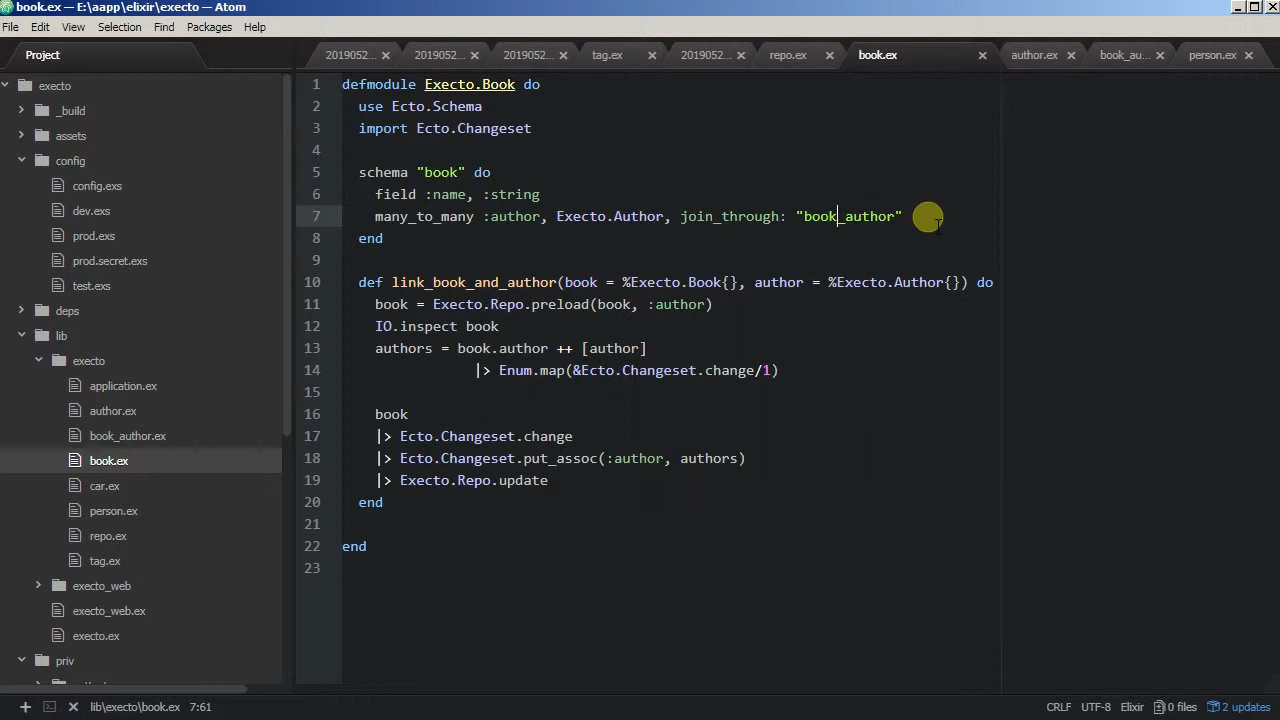 book.ex — E:\aapp\elixir\execto — Atom
File Edit View Selection Find Packages Help
Project
2019052... 2019052... 2019052... tag.ex 2019052... repo.ex book.ex author.ex book_au... person.ex
execto
_build
assets
config
config.exs
dev.exs
prod.exs
prod.secret.exs
test.exs
deps
lib
execto
application.ex
author.ex
book_author.ex
book.ex
car.ex
person.ex
repo.ex
tag.ex
execto_web
execto_web.ex
execto.ex
priv
1 defmodule Execto.Book do
2 use Ecto.Schema
3 import Ecto.Changeset
4
5 schema "book" do
6 field :name, :string
7 many_to_many :author, Execto.Author, join_through: "book_author"
8 end
9
10 def link_book_and_author(book = %Execto.Book{}, author = %Execto.Author{}) do
11 book = Execto.Repo.preload(book, :author)
12 IO.inspect book
13 authors = book.author ++ [author]
14 |> Enum.map(&Ecto.Changeset.change/1)
15
16 book
17 |> Ecto.Changeset.change
18 |> Ecto.Changeset.put_assoc(:author, authors)
19 |> Execto.Repo.update
20 end
21
22 end
23
lib\execto\book.ex 7:61 CRLF UTF-8 Elixir 0 files 2 updates